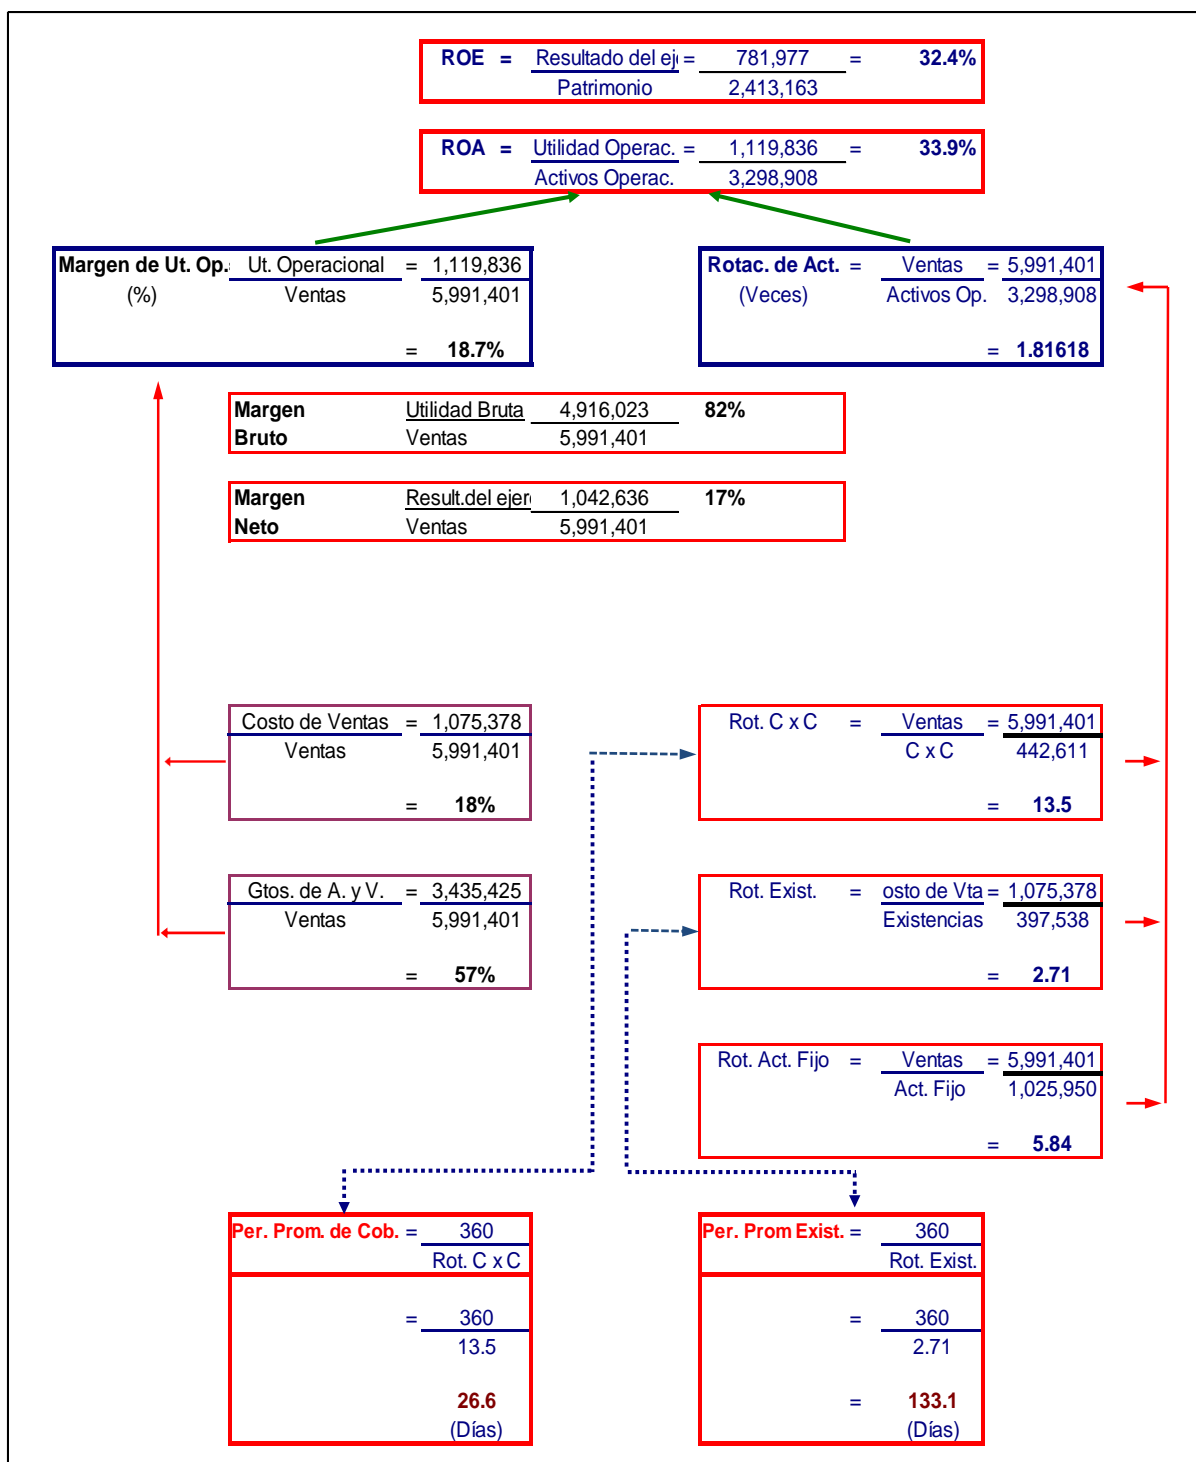 ROE = Resultado del eje = 781,977 = 32.4%
Patrimonio 2,413,163
ROA = Utilidad Operac. = 1,119,836 = 33.9%
Activos Operac. 3,298,908
Margen de Ut. Op. Ut. Operacional = 1,119,836
(%) Ventas 5,991,401
= 18.7%
Rotac. de Act. = Ventas = 5,991,401
(Veces) Activos Op. 3,298,908
= 1.81618
Margen Utilidad Bruta 4,916,023 82%
Bruto Ventas 5,991,401
Margen Result.del ejer 1,042,636 17%
Neto Ventas 5,991,401
Costo de Ventas = 1,075,378
Ventas 5,991,401
= 18%
Rot. C x C = Ventas = 5,991,401
C x C 442,611
= 13.5
Gtos. de A. y V. = 3,435,425
Ventas 5,991,401
= 57%
Rot. Exist. = osto de Vta = 1,075,378
Existencias 397,538
= 2.71
Rot. Act. Fijo = Ventas = 5,991,401
Act. Fijo 1,025,950
= 5.84
Per. Prom. de Cob. = 360
Rot. C x C
= 360
13.5
26.6
(Días)
Per. Prom Exist. = 360
Rot. Exist.
= 360
2.71
= 133.1
(Días)